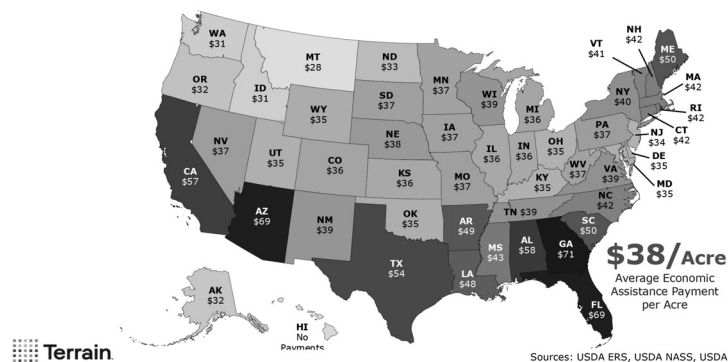 WA
$31
OR
$32
ID
$31
MT
$28
ND
$33
SD
$37
WY
$35
NE
$38
NV
$37
UT
$35
CO
$36
KS
$36
CA
$57
AZ
$69
NM
$39
OK
$35
TX
$54
MN
$37
IA
$37
MO
$37
AR
$49
LA
$48
WI
$39
IL
$36
MI
$36
IN
$36
OH
$35
KY
$35
TN $39
MS
$43
AL
$58
GA
$71
FL
$69
SC
$50
NC
$42
VA
$39
WV
$37
PA
$37
NY
$40
VT
$41
NH
$42
ME
$50
MA
$42
RI
$42
CT
$42
NJ
$34
DE
$35
MD
$35
AK
$32
HI
No
Payments
$38/Acre
Average Economic
Assistance Payment
per Acre
Terrain
Sources: USDA ERS, USDA NASS, USDA